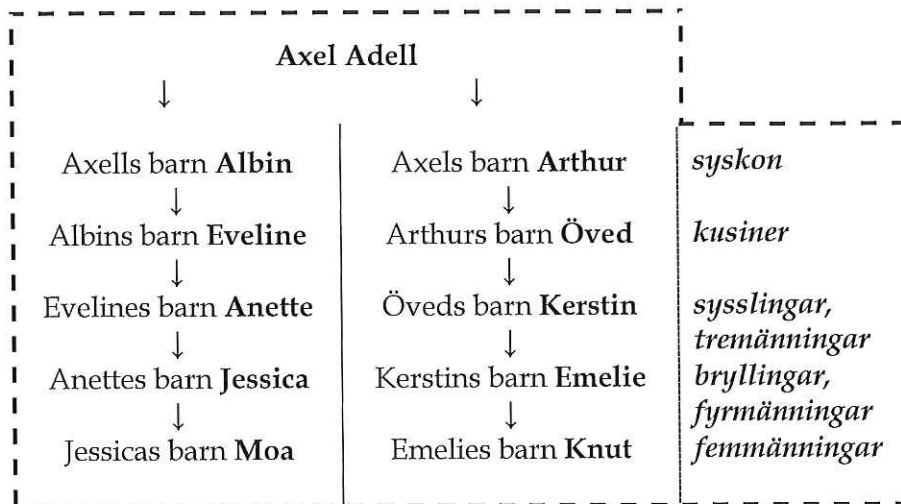 Axel Adell
↓ ↓
Axells barn Albin Axels barn Arthur syskon
↓ ↓
Albins barn Eveline Arthurs barn Öved kusiner
↓ ↓
Evelines barn Anette Öveds barn Kerstin sysslingar,
↓ ↓ tremänningar
Anettes barn Jessica Kerstins barn Emelie bryllingar,
↓ ↓ fyrmänningar
Jessicas barn Moa Emelies barn Knut femmänningar